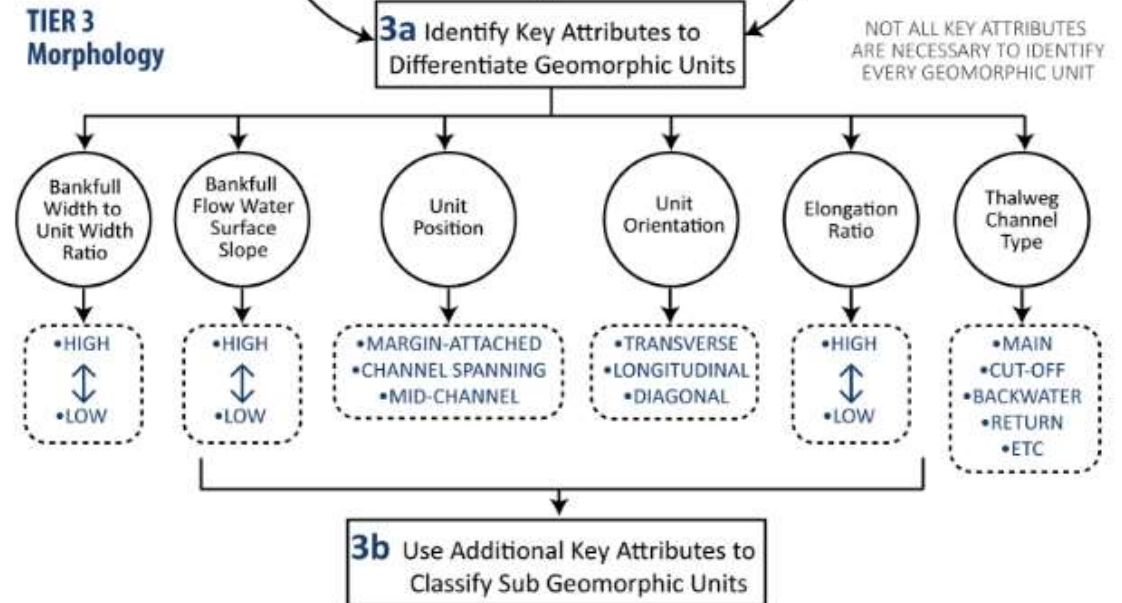 TIER 3
Morphology
3a Identify Key Attributes to
Differentiate Geomorphic Units
NOT ALL KEY ATTRIBUTES
ARE NECESSARY TO IDENTIFY
EVERY GEOMORPHIC UNIT
Bankfull
Width to
Unit Width
Ratio
Bankfull
Flow Water
Surface
Slope
Unit
Position
Unit
Orientation
Elongation
Ratio
Thalweg
Channel
Type
•HIGH
•LOW
•HIGH
•LOW
•MARGIN-ATTACHED
•CHANNEL SPANNING
•MID-CHANNEL
•TRANSVERSE
•LONGITUDINAL
•DIAGONAL
•HIGH
•LOW
•MAIN
•CUT-OFF
•BACKWATER
•RETURN
•ETC
3b Use Additional Key Attributes to
Classify Sub Geomorphic Units